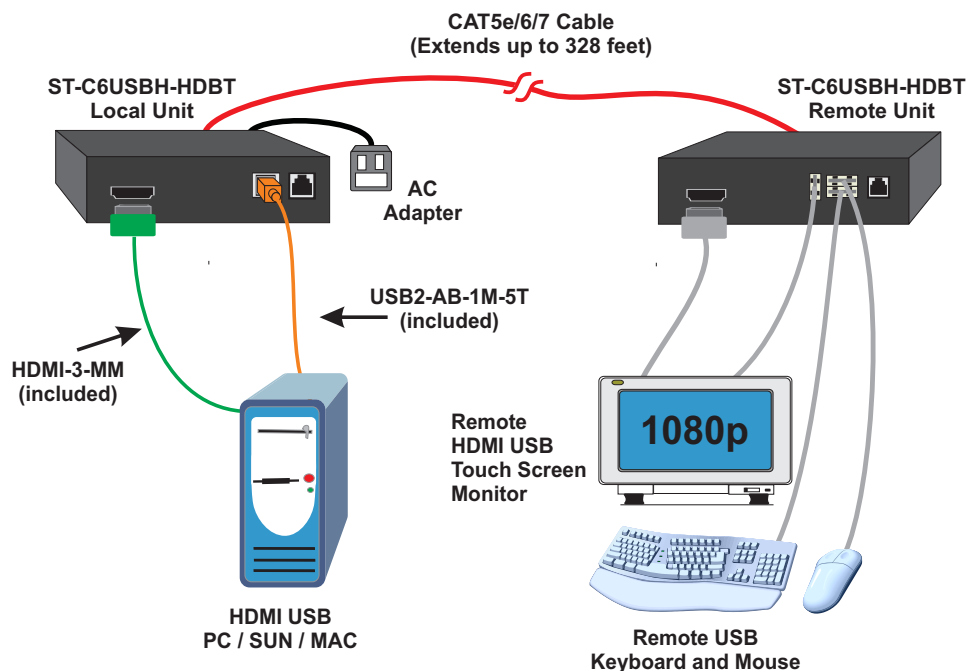 CAT5e/6/7 Cable
(Extends up to 328 feet)
ST-C6USBH-HDBT
Local Unit
ST-C6USBH-HDBT
Remote Unit
AC
Adapter
USB2-AB-1M-5T
(included)
HDMI-3-MM
(included)
Remote
HDMI USB
Touch Screen
Monitor
1080p
HDMI USB
PC / SUN / MAC
Remote USB
Keyboard and Mouse